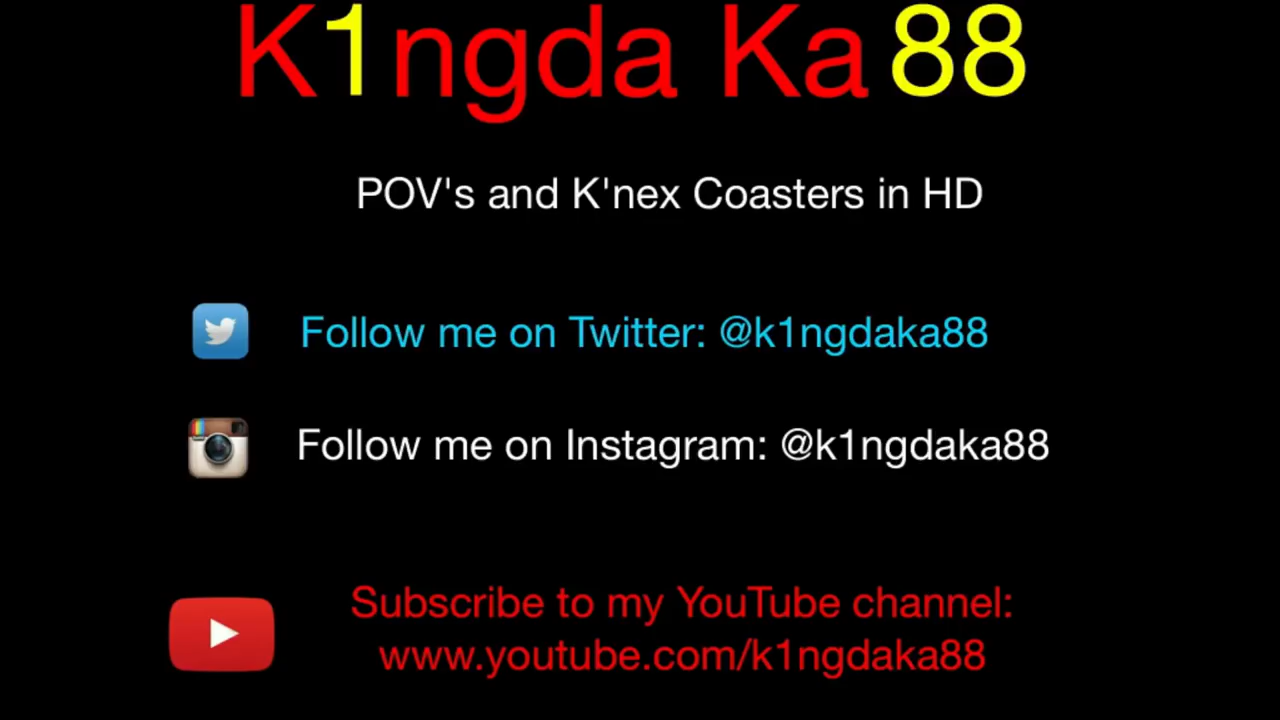 K1ngda Ka 88
POV's and K'nex Coasters in HD
Follow me on Twitter: @k1ngdaka88
Follow me on Instagram: @k1ngdaka88
Subscribe to my YouTube channel:
www.youtube.com/k1ngdaka88